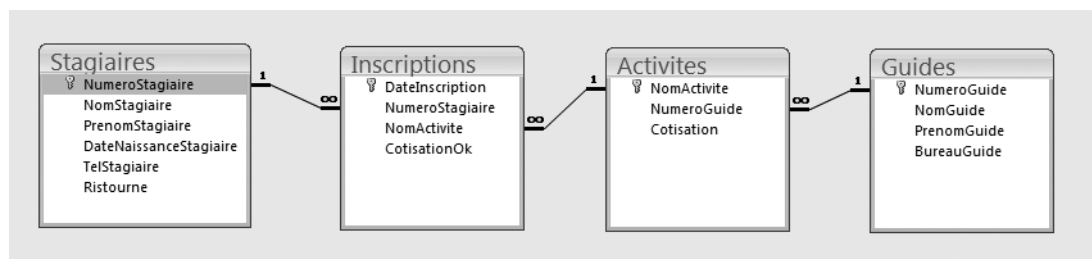 Stagiaires
NumeroStagiaire
NomStagiaire
PrenomStagiaire
DateNaissanceStagiaire
TelStagiaire
Ristourne
1
∞
Inscriptions
DateInscription
NumeroStagiaire
NomActivite
CotisationOk
∞
1
Activites
NomActivite
NumeroGuide
Cotisation
∞
1
Guides
NumeroGuide
NomGuide
PrenomGuide
BureauGuide